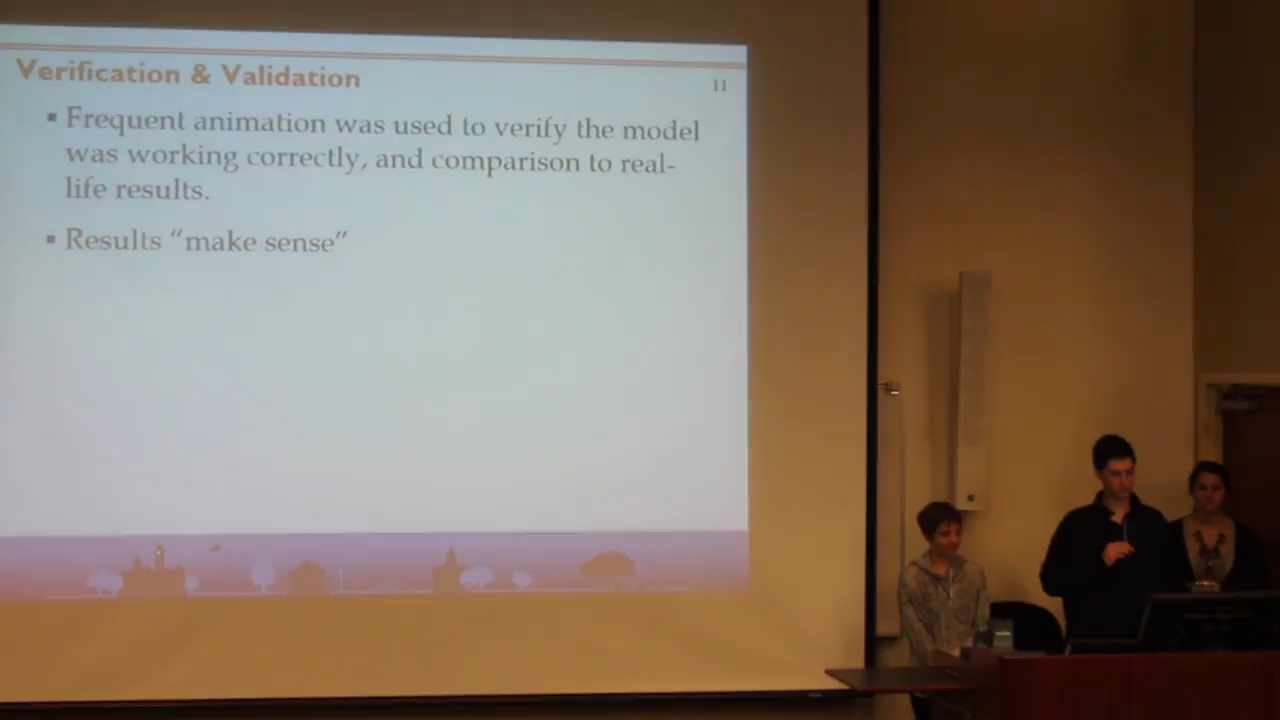 Verification & Validation
11
▪ Frequent animation was used to verify the model
was working correctly, and comparison to real-
life results.
▪ Results “make sense”